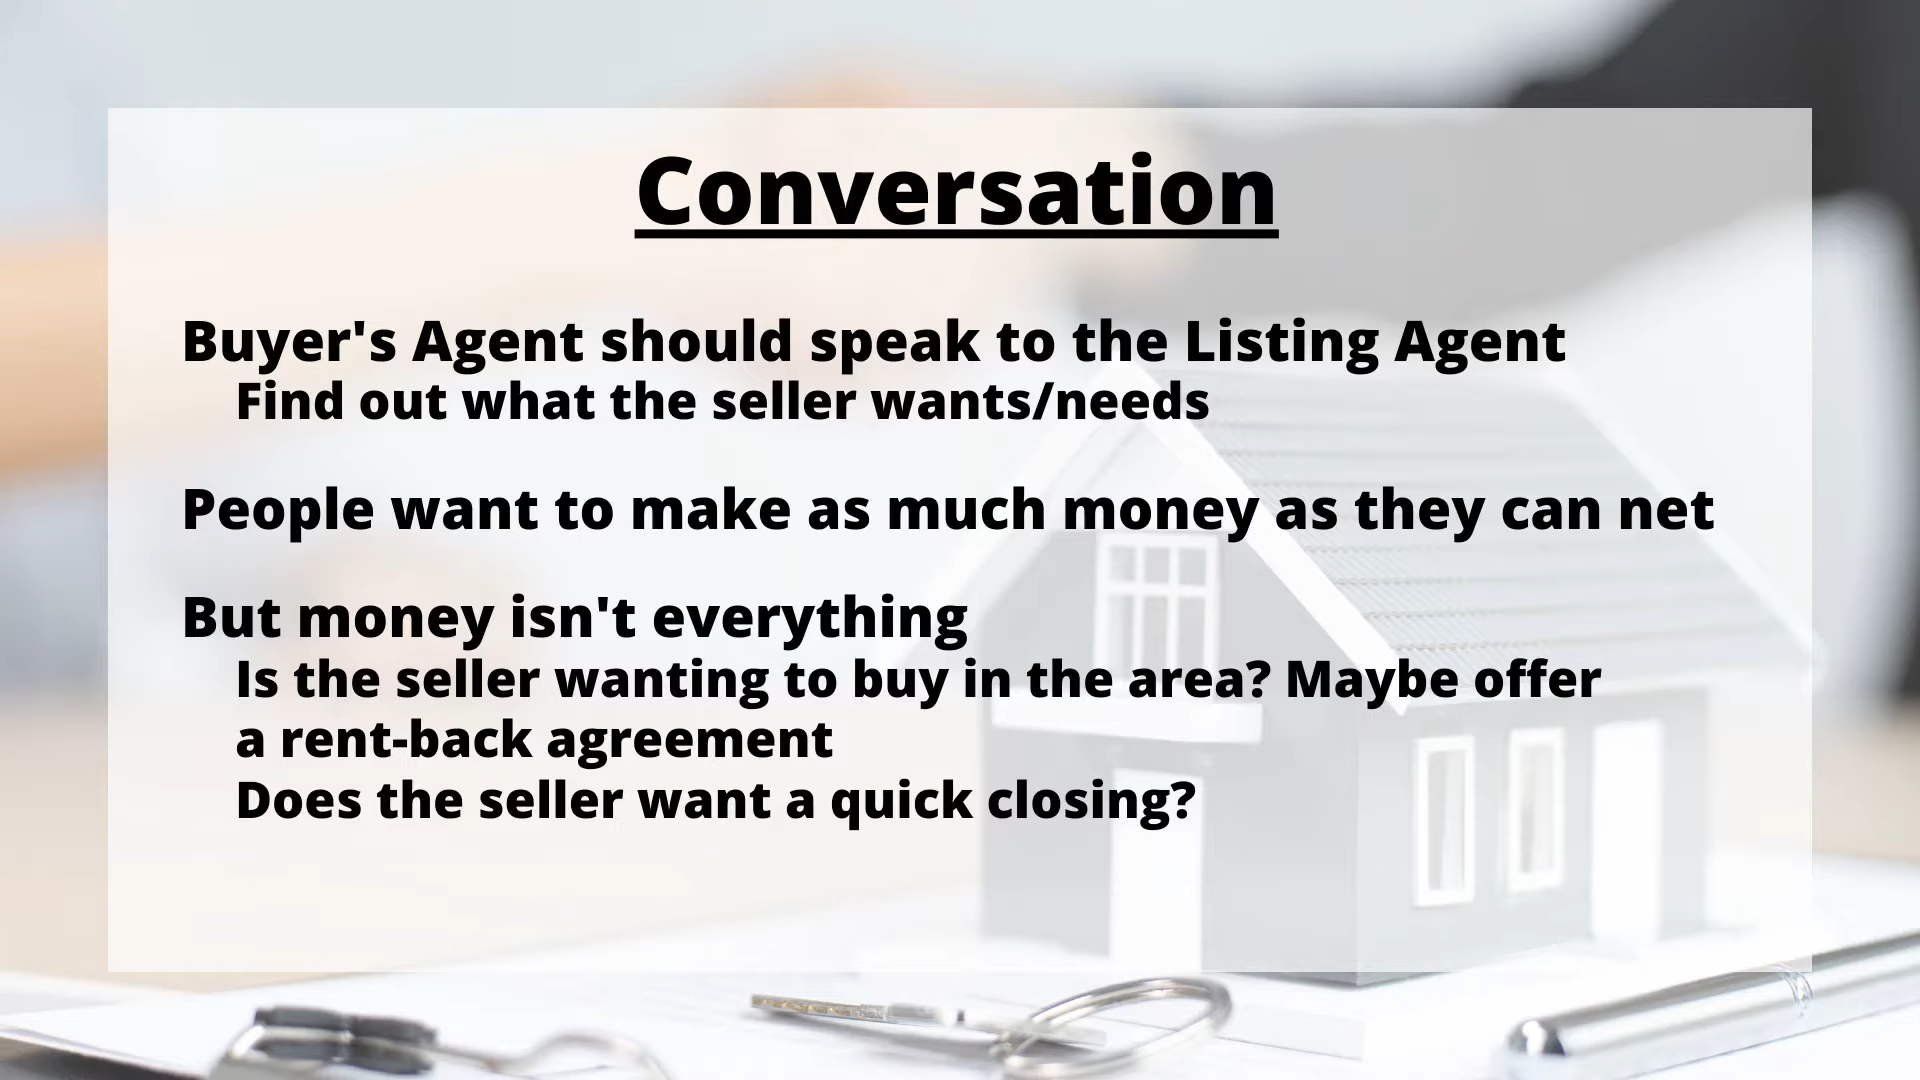 Conversation
Buyer's Agent should speak to the Listing Agent
Find out what the seller wants/needs
People want to make as much money as they can net
But money isn't everything
Is the seller wanting to buy in the area? Maybe offer
a rent-back agreement
Does the seller want a quick closing?